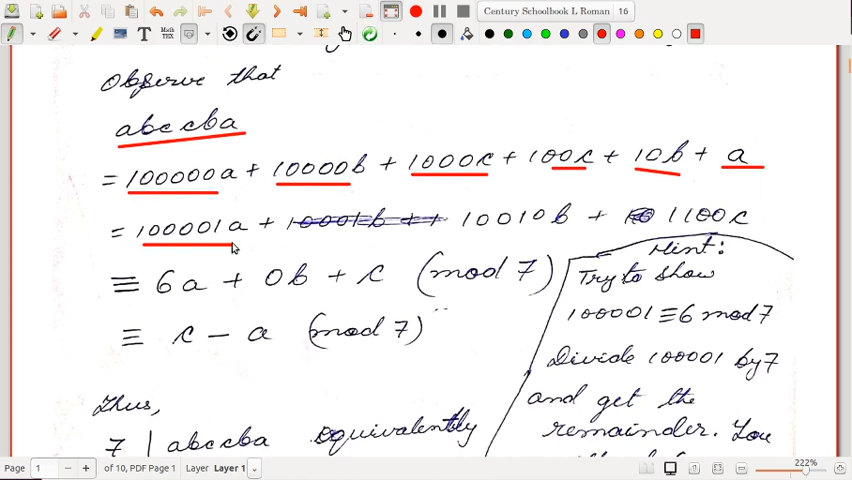 Century Schoolbook L Roman 16
Observe that
abccba
= 100000a + 10000b + 1000c + 100c + 10b + a
= 100001a + 10010b + 1100c
≡ 6a + 0b + c (mod 7)
≡ c - a (mod 7)
Hint:
Try to show
100001 ≡ 6 mod 7
Divide 100001 by 7
and get the
remainder. You
Thus,
7 | abccba equivalently
Page 1 of 10, PDF Page 1 Layer Layer 1 222%